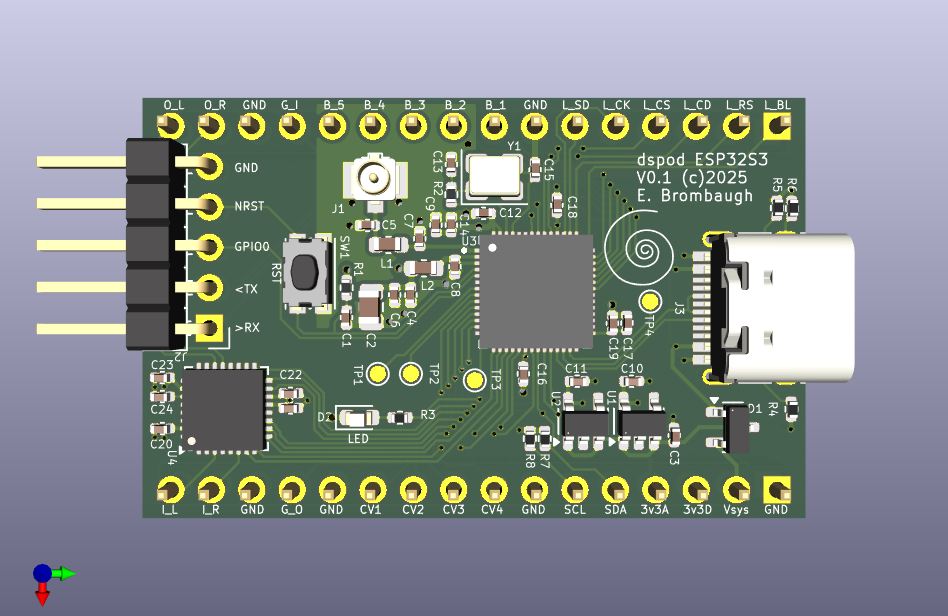 O_L O_R GND G_I B_5 B_4 B_3 B_2 B_1 GND L_SD L_CK L_CS L_CD L_RS L_BL
GND
NRST
GPIO0
<TX
>RX
J2
dspod ESP32S3
V0.1 (c)2025
E. Brombaugh
Y1
C13
R2
C15
C12
C18
J1
C5
C7
C9
C14
U3
L1
L2
C8
SW1
RST
R1
C1
C2
C6
C4
R5
J3
TP4
C19
C17
C23
C24
C20
U4
C22
TP1
TP2
TP3
C16
D2
LED
R3
C11
C10
U2
U1
R8
R7
C3
D1
R4
I_L I_R GND G_O GND CV1 CV2 CV3 CV4 GND SCL SDA 3v3A 3v3D Vsys GND